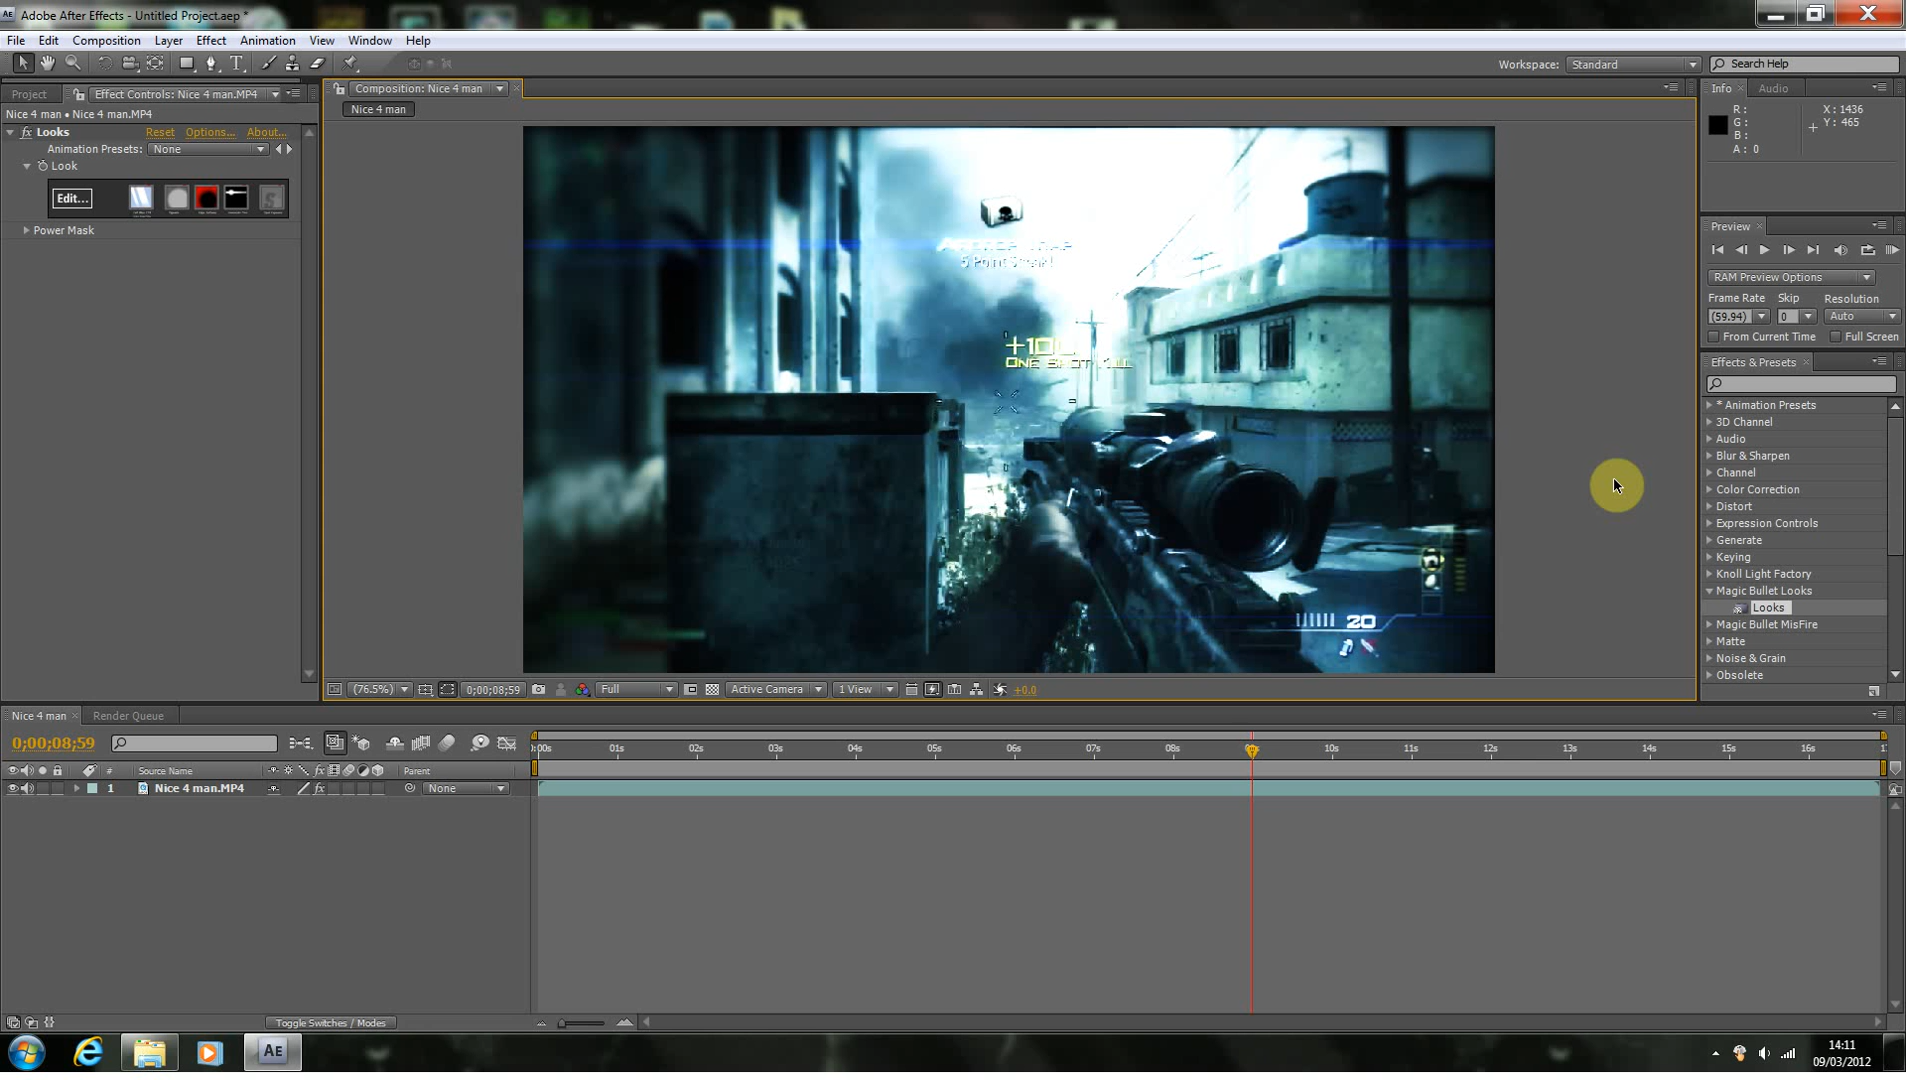 Adobe After Effects - Untitled Project.aep *
File Edit Composition Layer Effect Animation View Window Help
Workspace: Standard Search Help
Project Effect Controls: Nice 4 man.MP4
Composition: Nice 4 man
Info Audio
Nice 4 man • Nice 4 man.MP4
Nice 4 man
R: X: 1436
G: Y: 465
B:
A: 0
Looks Reset Options... About...
Animation Presets: None
Look
Edit...
Power Mask
5 Point
+100
ONE SHOT KILL
20
Preview
RAM Preview Options
Frame Rate Skip Resolution
(59.94) 0 Auto
From Current Time Full Screen
Effects & Presets
* Animation Presets
3D Channel
Audio
Blur & Sharpen
Channel
Color Correction
Distort
Expression Controls
Generate
Keying
Knoll Light Factory
Magic Bullet Looks
Looks
Magic Bullet MisFire
Matte
Noise & Grain
Obsolete
(76.5%) 0;00;08;59 Full Active Camera 1 View +0.0
Nice 4 man Render Queue
0;00;08;59
:00s 01s 02s 03s 04s 05s 06s 07s 08s 10s 11s 12s 13s 14s 15s 16s
# Source Name fx Parent
1 Nice 4 man.MP4 fx None
Toggle Switches / Modes
Ae
14:11
09/03/2012